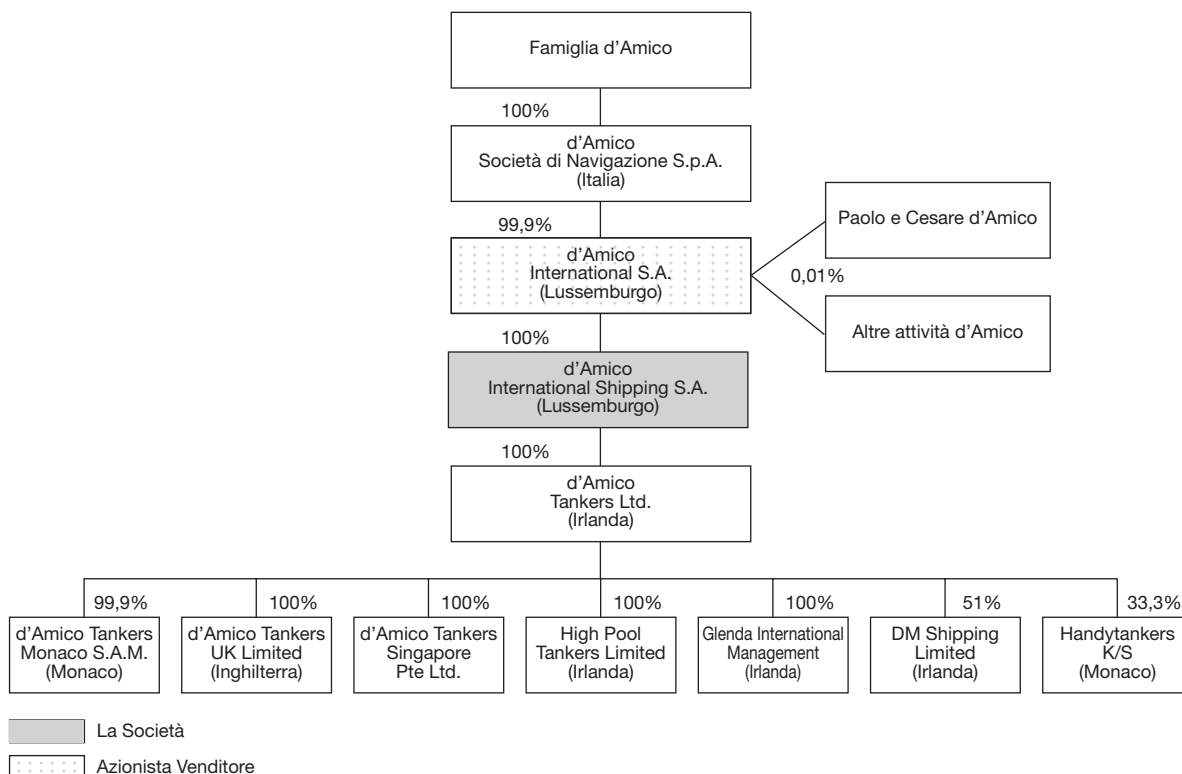 Famiglia d’Amico
100%
d’Amico
Società di Navigazione S.p.A.
(Italia)
99,9%
Paolo e Cesare d’Amico
d’Amico
International S.A.
(Lussemburgo)
0,01%
Altre attività d’Amico
100%
d’Amico
International Shipping S.A.
(Lussemburgo)
100%
d’Amico
Tankers Ltd.
(Irlanda)
99,9%
d’Amico Tankers
Monaco S.A.M.
(Monaco)
100%
d’Amico Tankers
UK Limited
(Inghilterra)
100%
d’Amico Tankers
Singapore
Pte Ltd.
100%
High Pool
Tankers Limited
(Irlanda)
100%
Glenda International
Management
(Irlanda)
51%
DM Shipping
Limited
(Irlanda)
33,3%
Handytankers
K/S
(Monaco)
La Società
Azionista Venditore